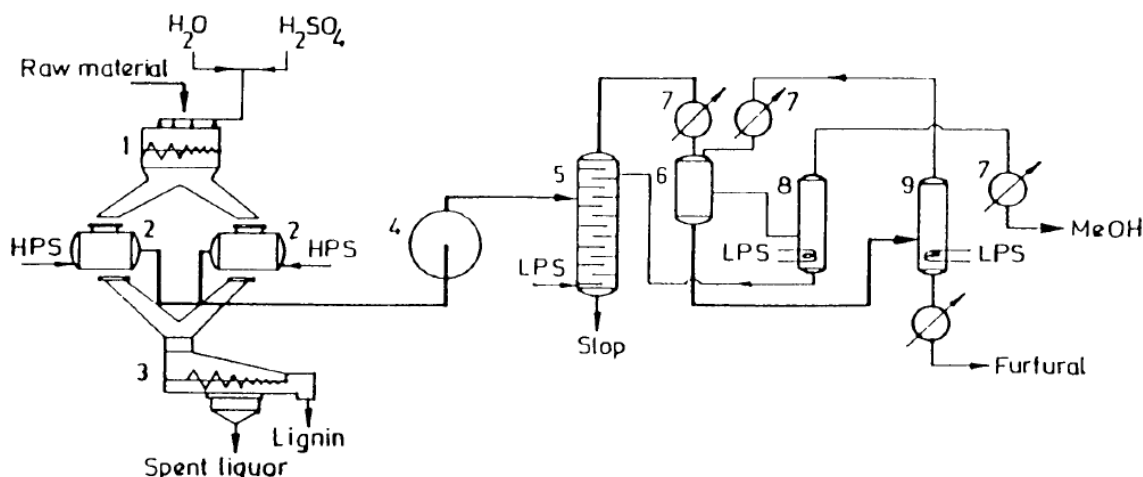 H₂O
H₂SO₄
Raw material
1
2
2
HPS
HPS
3
Lignin
Spent liquor
4
5
LPS
Slop
6
7
7
8
LPS
9
LPS
7
MeOH
Furtural